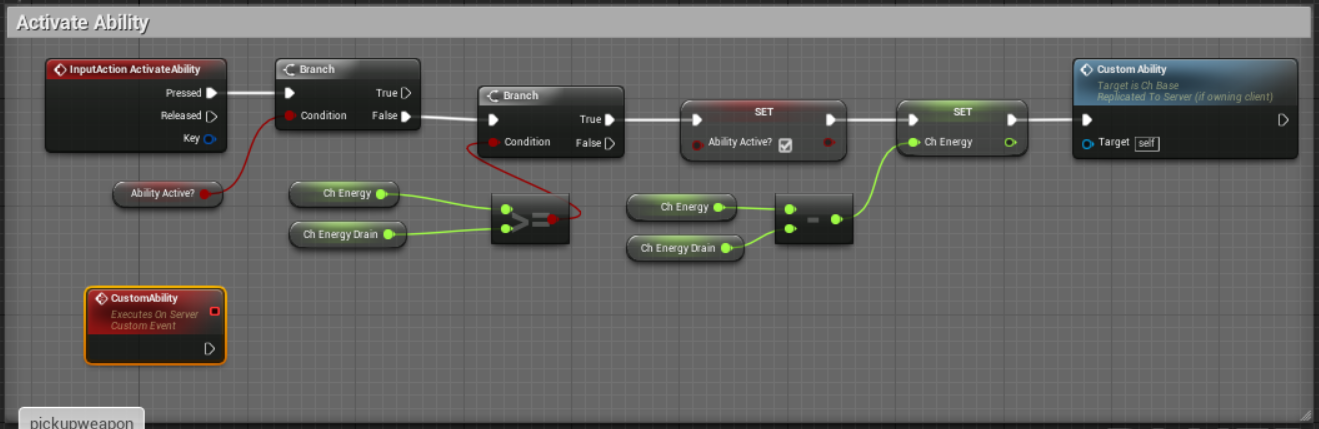 Activate Ability
InputAction ActivateAbility
Pressed
Released
Key
Branch
True
Condition
False
Branch
True
Condition
False
SET
Ability Active?
SET
Ch Energy
Custom Ability
Target is Ch Base
Replicated To Server (if owning client)
Target self
Ability Active?
Ch Energy
Ch Energy Drain
>=
Ch Energy
Ch Energy Drain
-
CustomAbility
Executes On Server
Custom Event
pickupweapon